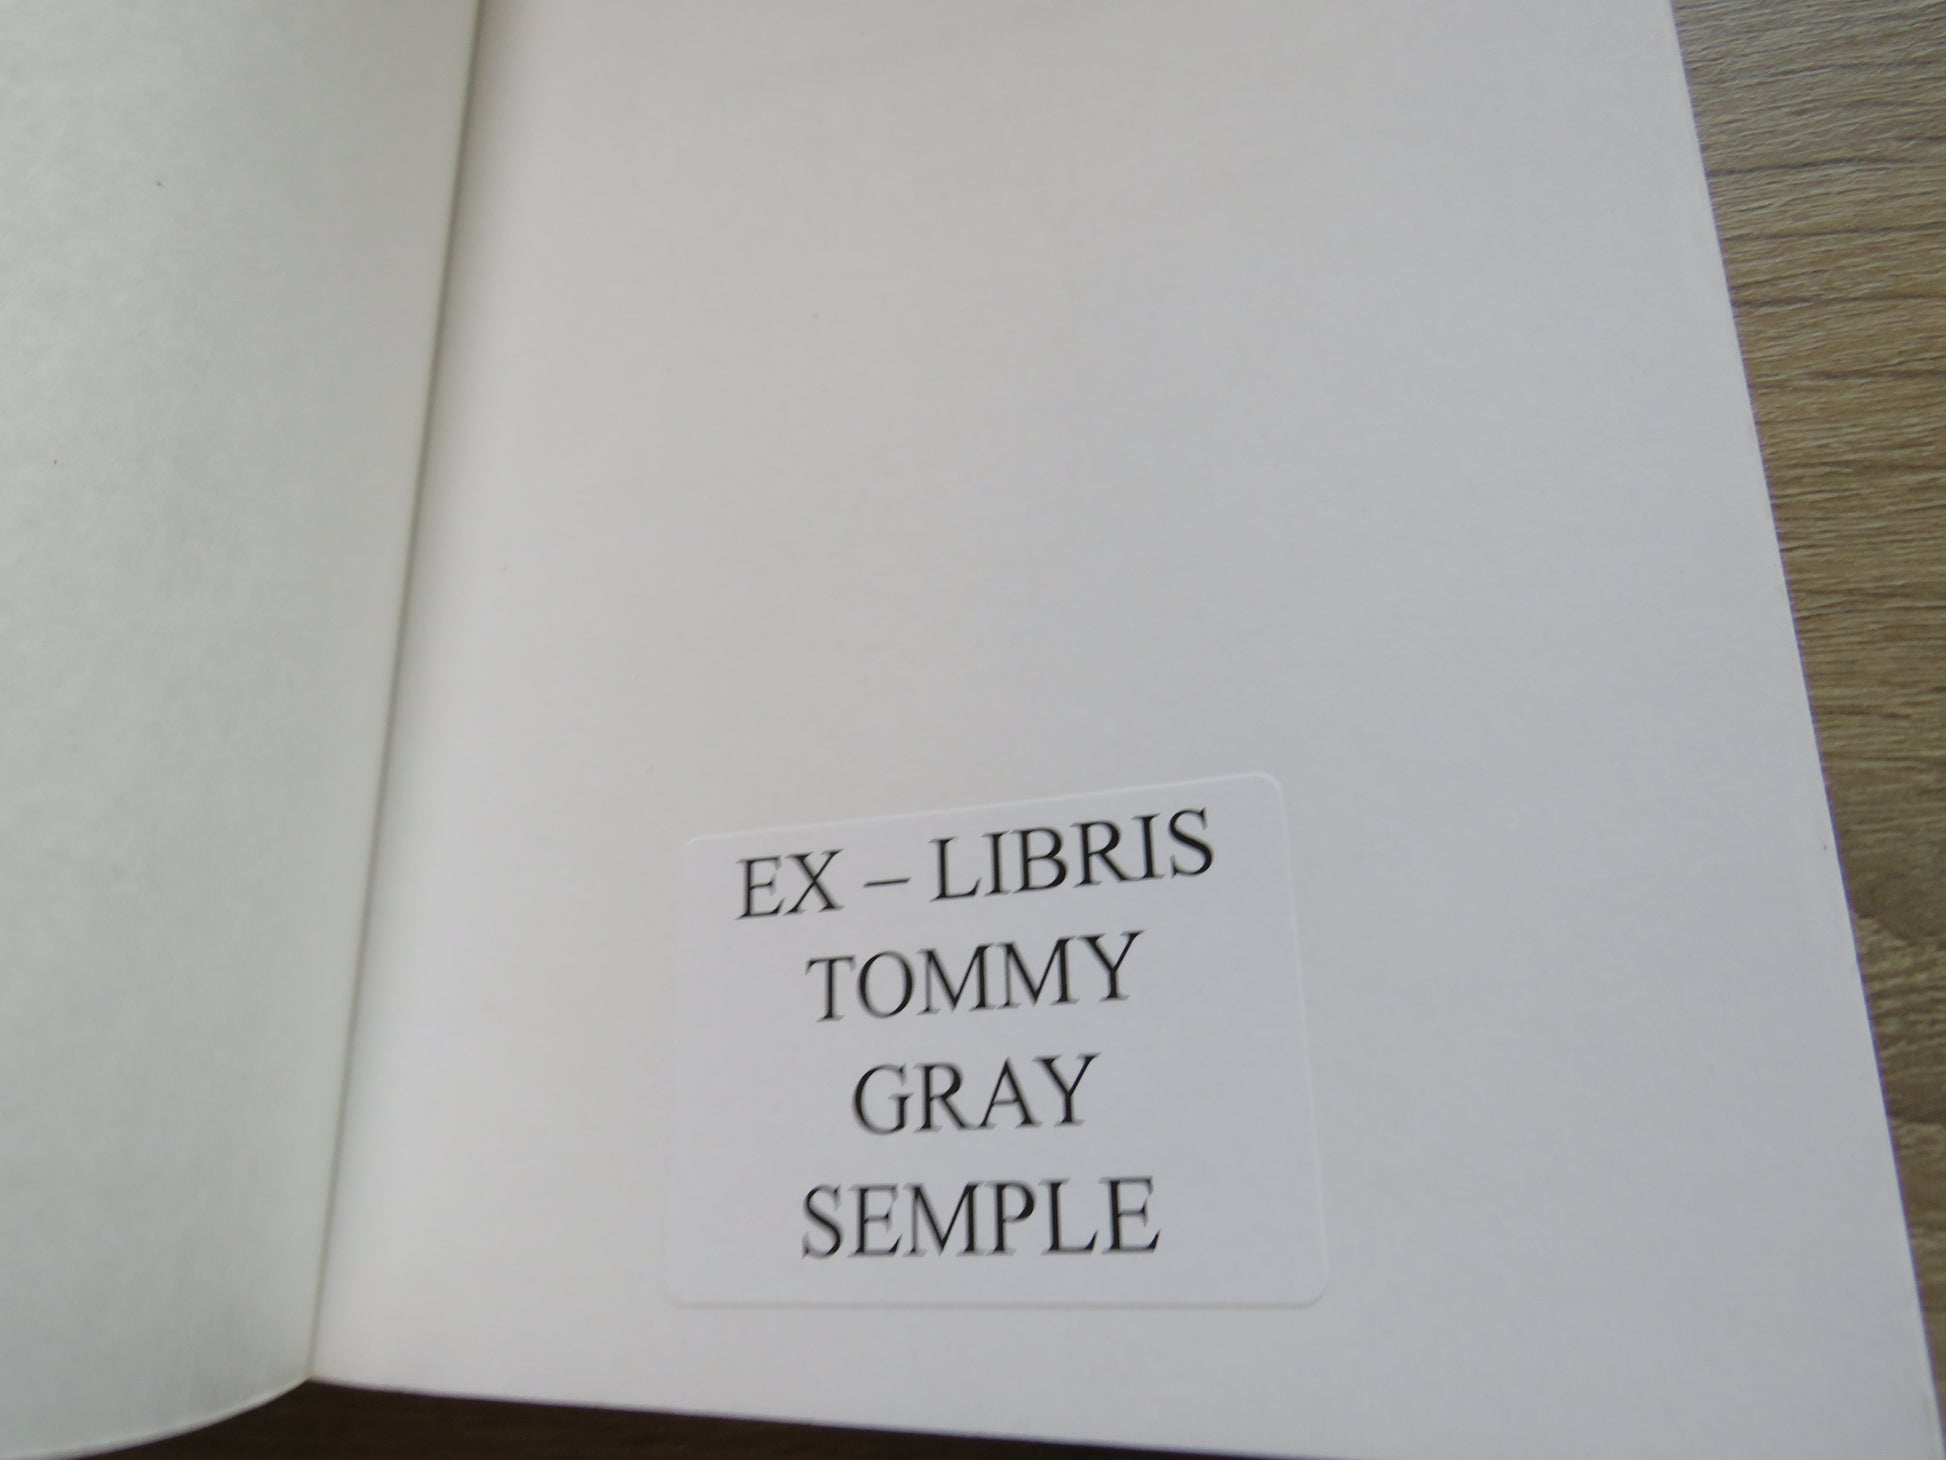 EX – LIBRIS
TOMMY
GRAY
SEMPLE